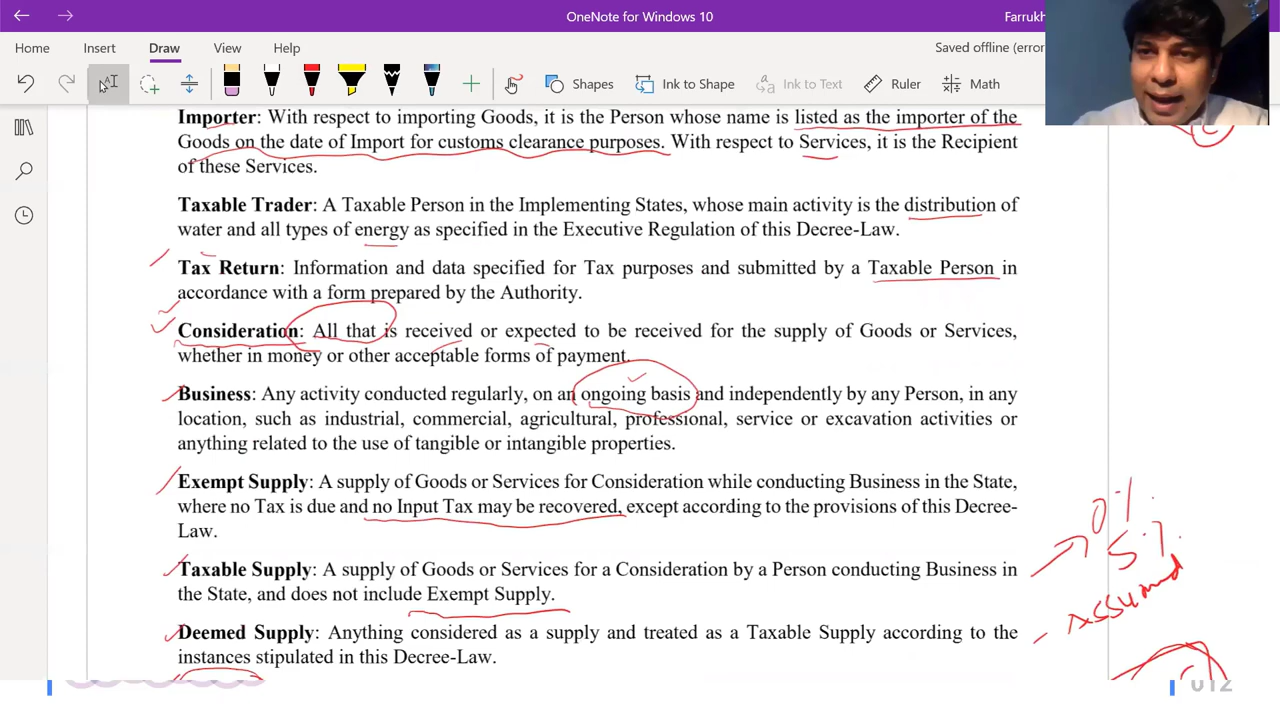 OneNote for Windows 10
Farrukh
Home Insert Draw View Help
Saved offline (error
Shapes Ink to Shape Ink to Text Ruler Math
Importer: With respect to importing Goods, it is the Person whose name is listed as the importer of the
Goods on the date of Import for customs clearance purposes. With respect to Services, it is the Recipient
of these Services.
Taxable Trader: A Taxable Person in the Implementing States, whose main activity is the distribution of
water and all types of energy as specified in the Executive Regulation of this Decree-Law.
Tax Return: Information and data specified for Tax purposes and submitted by a Taxable Person in
accordance with a form prepared by the Authority.
Consideration: All that is received or expected to be received for the supply of Goods or Services,
whether in money or other acceptable forms of payment.
Business: Any activity conducted regularly, on an ongoing basis and independently by any Person, in any
location, such as industrial, commercial, agricultural, professional, service or excavation activities or
anything related to the use of tangible or intangible properties.
Exempt Supply: A supply of Goods or Services for Consideration while conducting Business in the State,
where no Tax is due and no Input Tax may be recovered, except according to the provisions of this Decree-
Law.
0%
5%
Taxable Supply: A supply of Goods or Services for a Consideration by a Person conducting Business in
the State, and does not include Exempt Supply.
Assumed
Deemed Supply: Anything considered as a supply and treated as a Taxable Supply according to the
instances stipulated in this Decree-Law.
012